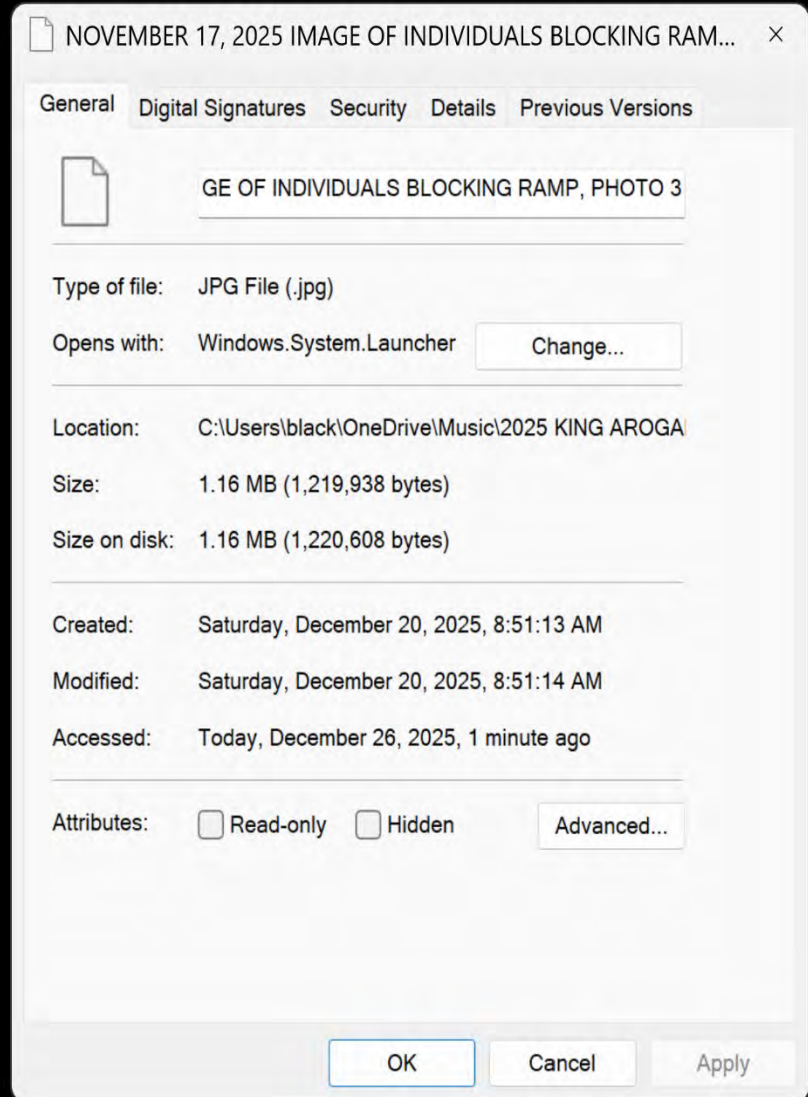 NOVEMBER 17, 2025 IMAGE OF INDIVIDUALS BLOCKING RAM...
General Digital Signatures Security Details Previous Versions
GE OF INDIVIDUALS BLOCKING RAMP, PHOTO 3
Type of file: JPG File (.jpg)
Opens with: Windows.System.Launcher Change...
Location: C:\Users\black\OneDrive\Music\2025 KING AROGA
Size: 1.16 MB (1,219,938 bytes)
Size on disk: 1.16 MB (1,220,608 bytes)
Created: Saturday, December 20, 2025, 8:51:13 AM
Modified: Saturday, December 20, 2025, 8:51:14 AM
Accessed: Today, December 26, 2025, 1 minute ago
Attributes: Read-only Hidden Advanced...
OK Cancel Apply